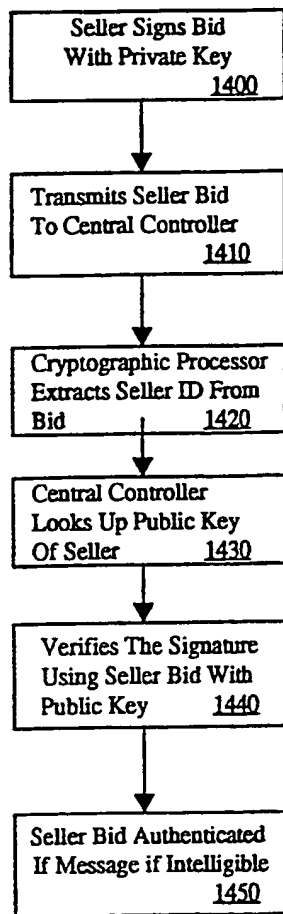 Seller Signs Bid
With Private Key
1400
Transmits Seller Bid
To Central Controller
1410
Cryptographic Processor
Extracts Seller ID From
Bid 1420
Central Controller
Looks Up Public Key
Of Seller 1430
Verifies The Signature
Using Seller Bid With
Public Key 1440
Seller Bid Authenticated
If Message if Intelligible
1450